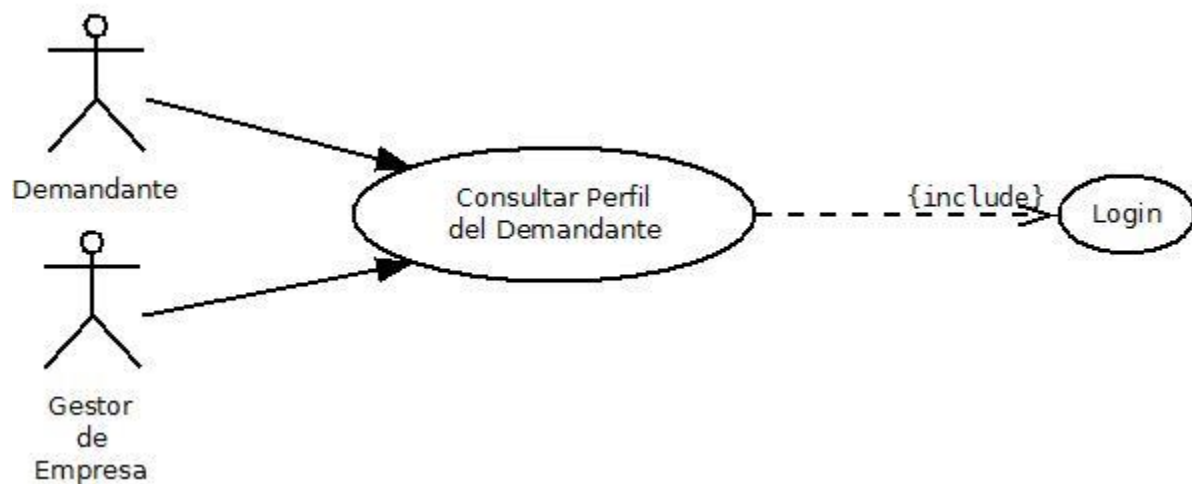 Demandante
Consultar Perfil
del Demandante
{include}
Login
Gestor
de
Empresa